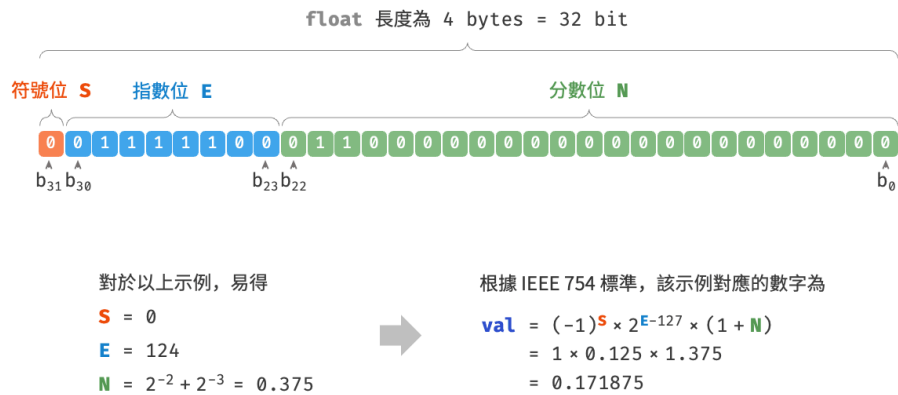 float 長度為 4 bytes = 32 bit
符號位 S 指數位 E 分數位 N
0 0 1 1 1 1 1 0 0 0 1 1 0 0 0 0 0 0 0 0 0 0 0 0 0 0 0 0 0 0 0 0
b₃₁ b₃₀ b₂₃ b₂₂ b₀
對於以上示例，易得
S = 0
E = 124
N = 2⁻² + 2⁻³ = 0.375
根據 IEEE 754 標準，該示例對應的數字為
val = (−1)ˢ × 2ᴱ⁻¹²⁷ × (1 + N)
= 1 × 0.125 × 1.375
= 0.171875